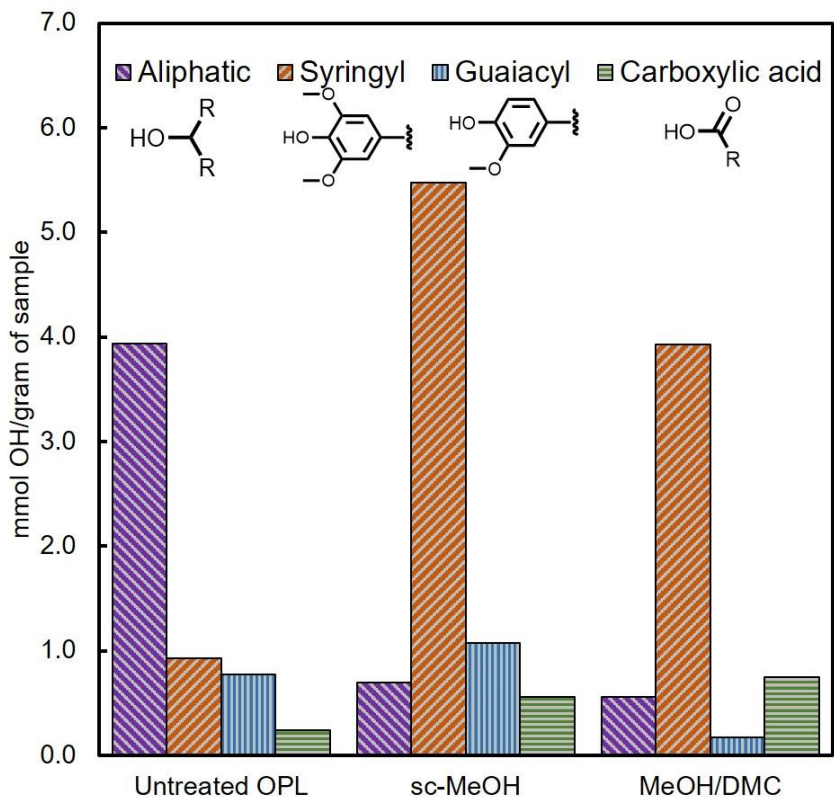 7.0
Aliphatic Syringyl Guaiacyl Carboxylic acid
HO R R
O HO O
HO O
HO O R
6.0
5.0
4.0
3.0
2.0
1.0
0.0
mmol OH/gram of sample
Untreated OPL sc-MeOH MeOH/DMC